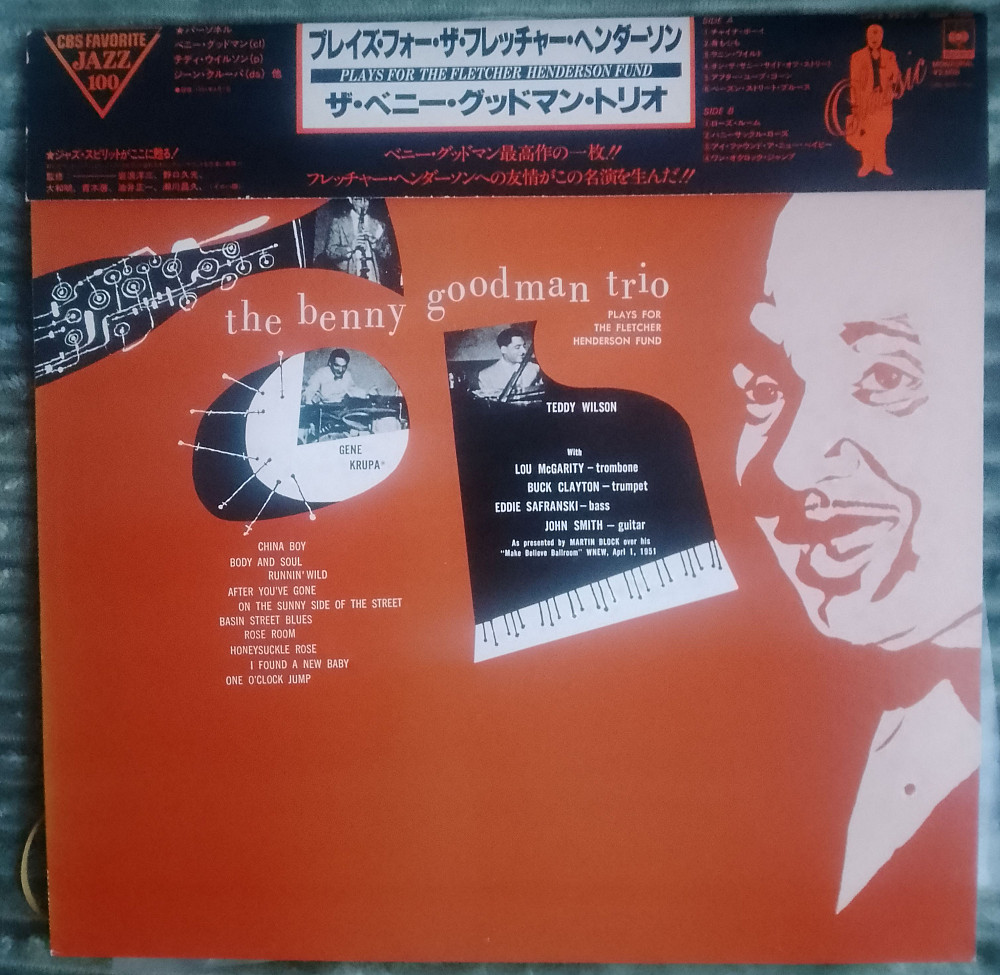 CBS FAVORITE
JAZZ
100
★パーソネル
ベニー・グッドマン(cl)
テディ・ウイルソン(p)
ジーン・クルーパ(ds) 他
★ジャズ・スピリットがここに甦る!
プレイズ・フォー・ザ・フレッチャー・ヘンダーソン
PLAYS FOR THE FLETCHER HENDERSON FUND
ザ・ベニー・グッドマン・トリオ
ベニー・グッドマン最高作の一枚!!
フレッチャー・ヘンダーソンへの友情がこの名演を生んだ!!
SIDE A
1 チャイナ・ボーイ
2 身も心も
3 ラニン・ワイルド
4 オン・ザ・サニー・サイド・オブ・ストリート
5 アフター・ユーヴ・ゴーン
6 ベーズン・ストリート・ブルース
SIDE B
1 ローズ・ルーム
2 ハニーサックル・ローズ
3 アイ・ファウンド・ア・ニュー・ベイビー
4 ワン・オクロック・ジャンプ
Classic
the benny goodman trio
PLAYS FOR
THE FLETCHER
HENDERSON FUND
GENE
KRUPA*
TEDDY WILSON
With
LOU McGARITY – trombone
BUCK CLAYTON – trumpet
EDDIE SAFRANSKI – bass
JOHN SMITH – guitar
As presented by MARTIN BLOCK over his
"Make Believe Ballroom" WNEW, Aprl 1, 1951
CHINA BOY
BODY AND SOUL
RUNNIN' WILD
AFTER YOU'VE GONE
ON THE SUNNY SIDE OF THE STREET
BASIN STREET BLUES
ROSE ROOM
HONEYSUCKLE ROSE
I FOUND A NEW BABY
ONE O'CLOCK JUMP